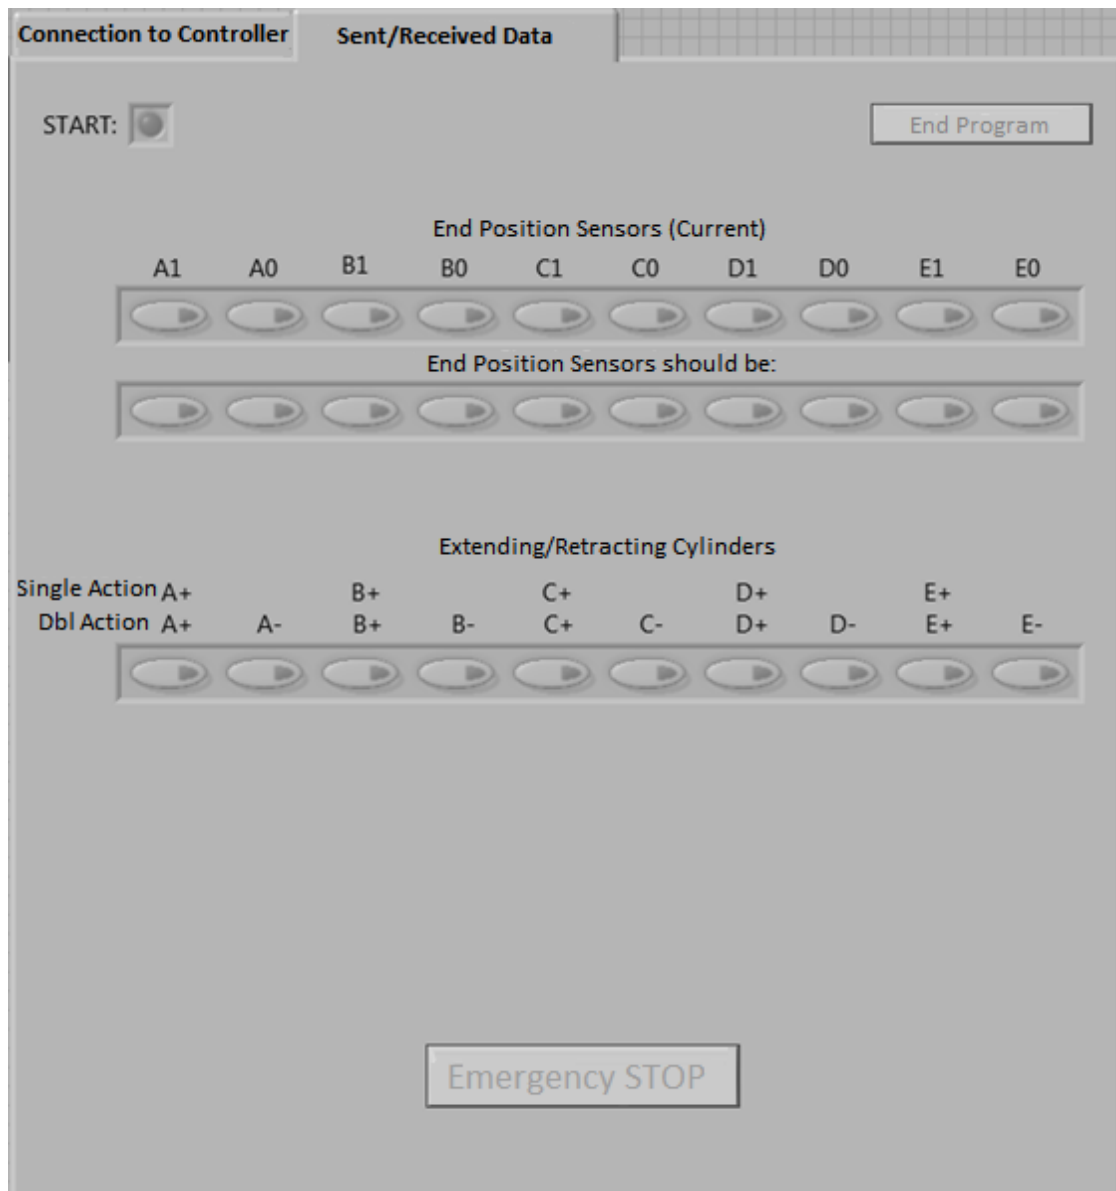 Connection to Controller Sent/Received Data
START: End Program
End Position Sensors (Current)
A1 A0 B1 B0 C1 C0 D1 D0 E1 E0
End Position Sensors should be:
Extending/Retracting Cylinders
Single Action A+ B+ C+ D+ E+
Dbl Action A+ A- B+ B- C+ C- D+ D- E+ E-
Emergency STOP